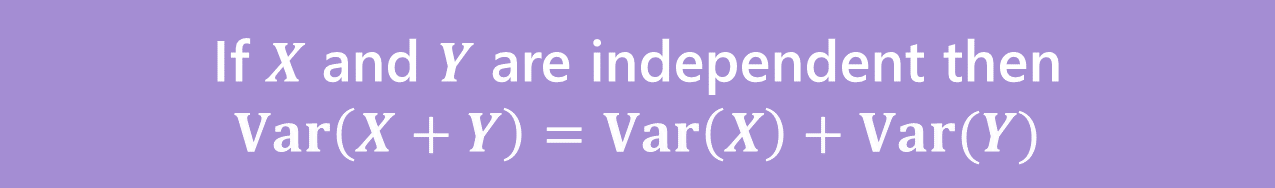 If X and Y are independent then
Var(X + Y) = Var(X) + Var(Y)